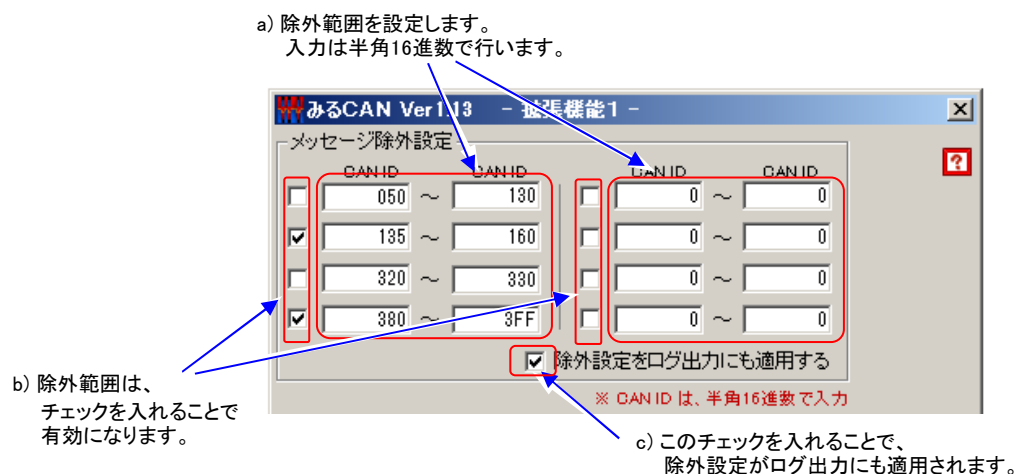 a) 除外範囲を設定します。
入力は半角16進数で行います。
みるCAN Ver1.13 - 拡張機能1 -
メッセージ除外設定
CAN ID CAN ID CAN ID CAN ID
050 ～ 130 0 ～ 0
135 ～ 160 0 ～ 0
320 ～ 330 0 ～ 0
380 ～ 3FF 0 ～ 0
除外設定をログ出力にも適用する
※ CAN ID は、半角16進数で入力
b) 除外範囲は、
チェックを入れることで
有効になります。
c) このチェックを入れることで、
除外設定がログ出力にも適用されます。